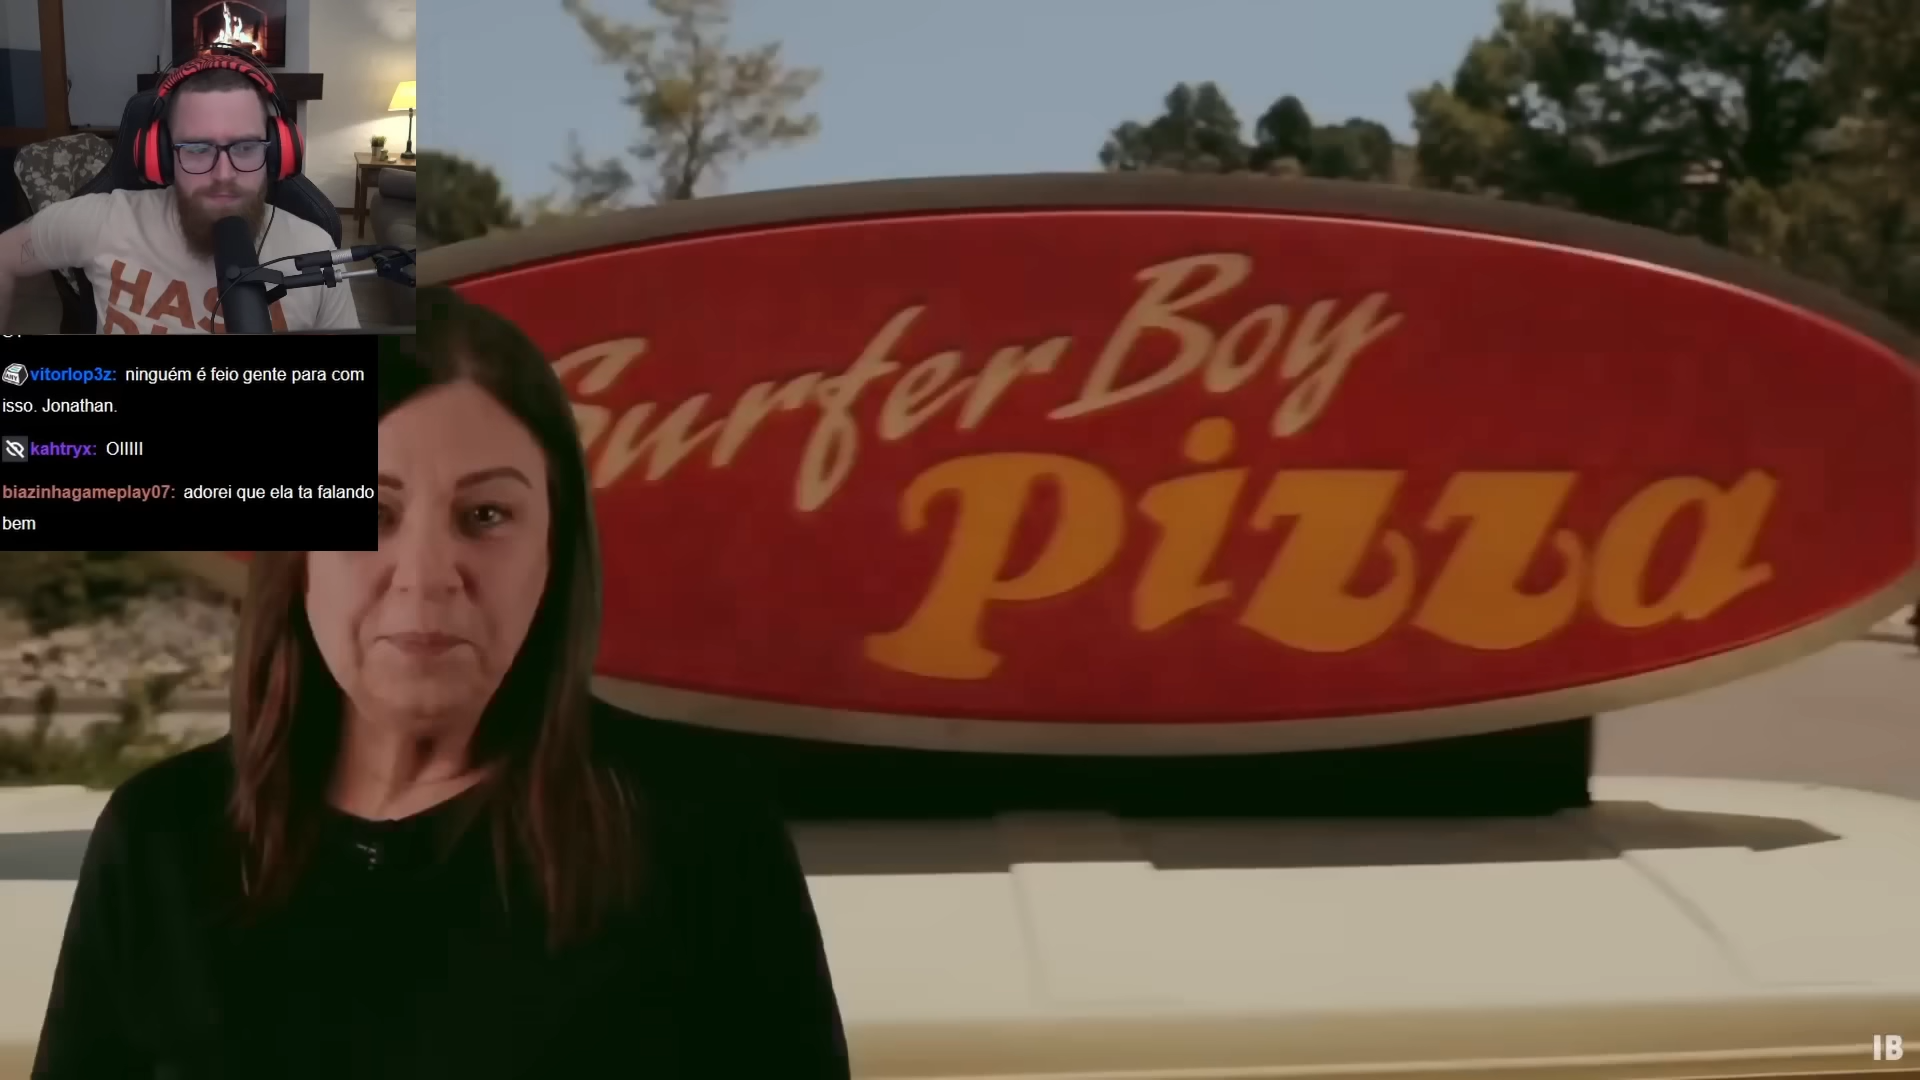 HAS
vitorlop3z: ninguém é feio gente para com
isso. Jonathan.
kahtryx: OIIIII
biazinhagameplay07: adorei que ela ta falando
bem
Surfer Boy
Pizza
IB